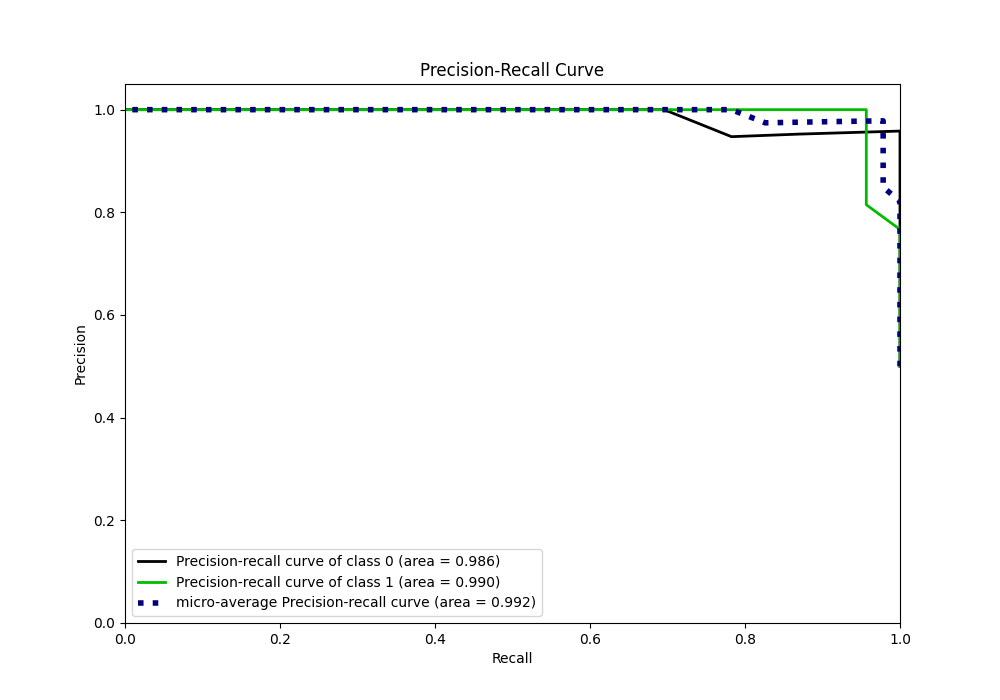 Precision-Recall Curve
1.0
0.8
0.6
0.4
0.2
0.0
Precision
Precision-recall curve of class 0 (area = 0.986)
Precision-recall curve of class 1 (area = 0.990)
micro-average Precision-recall curve (area = 0.992)
0.0 0.2 0.4 0.6 0.8 1.0
Recall